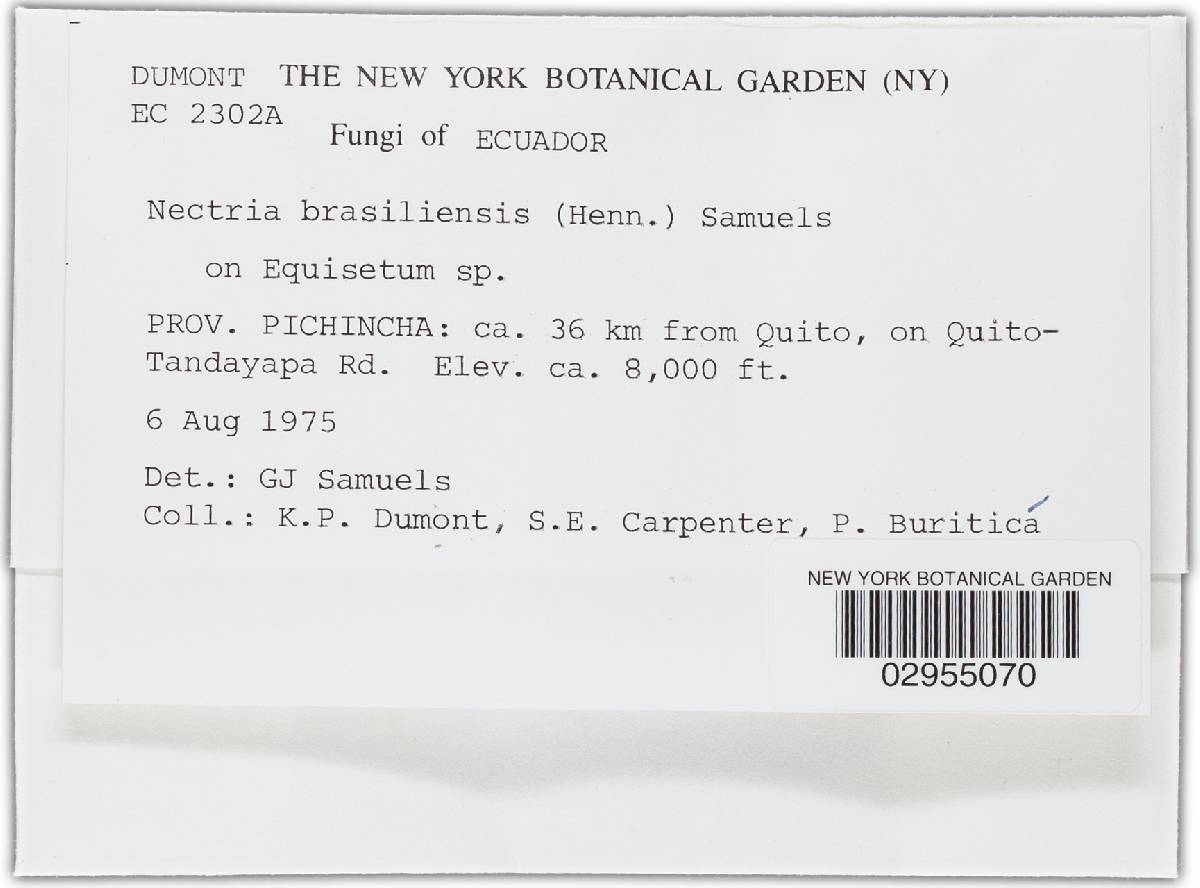 DUMONT THE NEW YORK BOTANICAL GARDEN (NY)
EC 2302A
Fungi of ECUADOR
Nectria brasiliensis (Henn.) Samuels
on Equisetum sp.
PROV. PICHINCHA: ca. 36 km from Quito, on Quito-
Tandayapa Rd. Elev. ca. 8,000 ft.
6 Aug 1975
Det.: GJ Samuels
Coll.: K.P. Dumont, S.E. Carpenter, P. Buriticá
NEW YORK BOTANICAL GARDEN
02955070